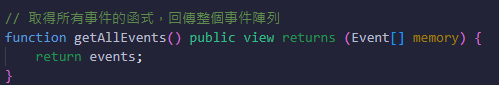 // 取得所有事件的函式，回傳整個事件陣列
function getAllEvents() public view returns (Event[] memory) {
    return events;
}